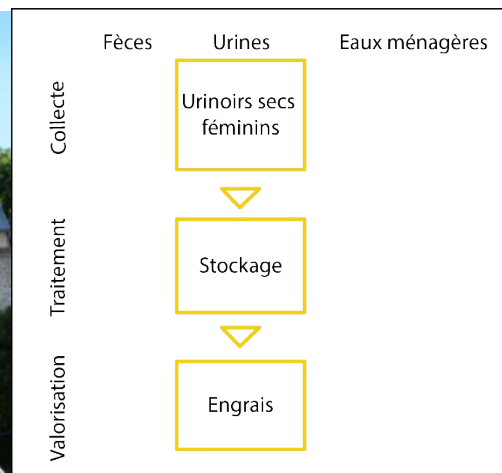 Fèces Urines Eaux ménagères
Collecte
Urinoirs secs
féminins
Traitement
Stockage
Valorisation
Engrais